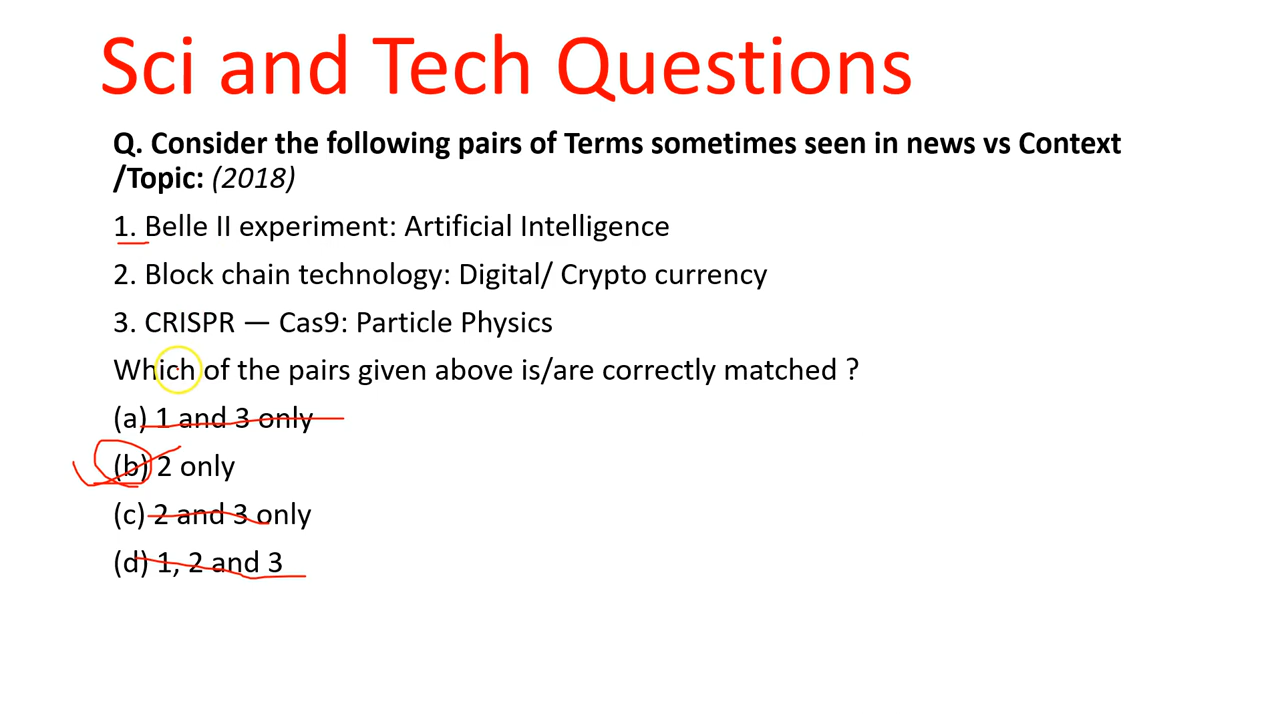 Sci and Tech Questions
Q. Consider the following pairs of Terms sometimes seen in news vs Context
/Topic: (2018)
1. Belle II experiment: Artificial Intelligence
2. Block chain technology: Digital/ Crypto currency
3. CRISPR — Cas9: Particle Physics
Which of the pairs given above is/are correctly matched ?
(a) 1 and 3 only
(b) 2 only
(c) 2 and 3 only
(d) 1, 2 and 3